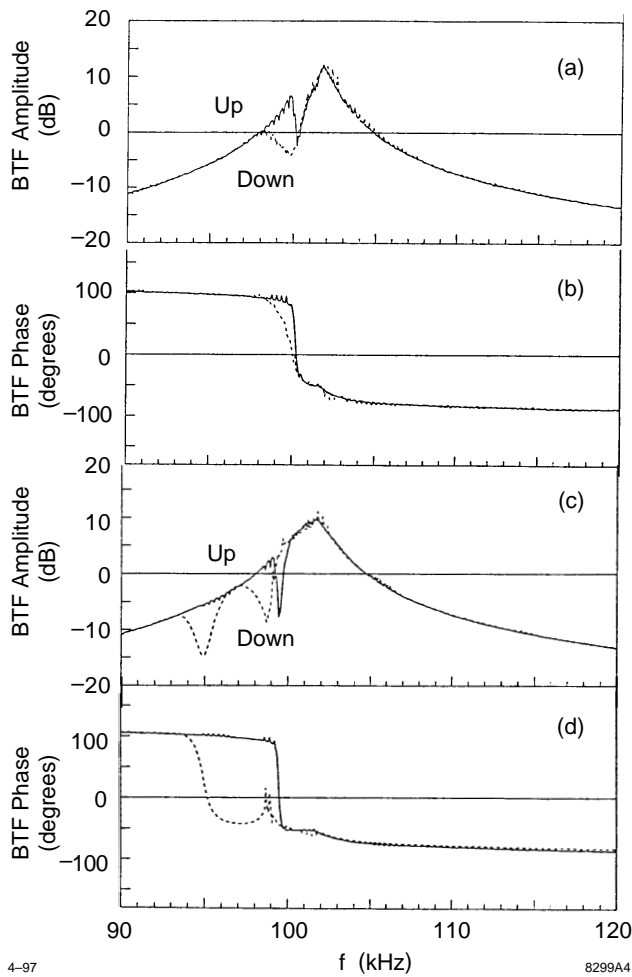 20
10
0
−10
−20
BTF Amplitude
(dB)
Up
Down
(a)
100
0
−100
BTF Phase
(degrees)
(b)
20
10
0
−10
−20
BTF Amplitude
(dB)
Up
Down
(c)
100
0
−100
BTF Phase
(degrees)
(d)
90 100 110 120
f (kHz)
4–97
8299A4